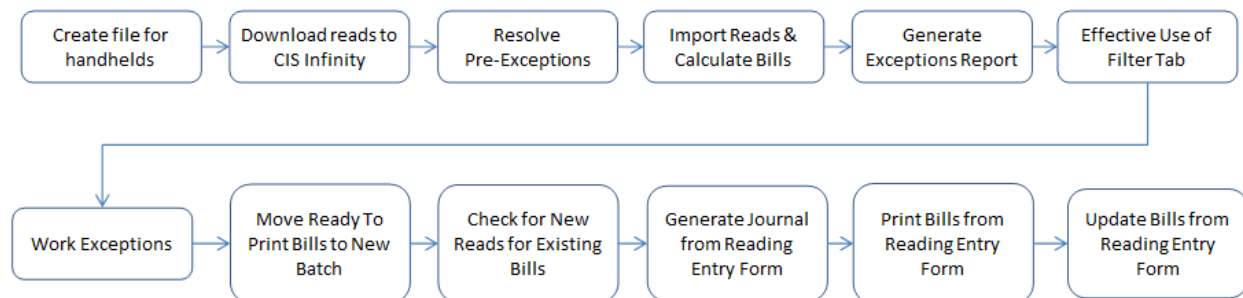 Create file for
handhelds
Download reads to
CIS Infinity
Resolve
Pre-Exceptions
Import Reads &
Calculate Bills
Generate
Exceptions Report
Effective Use of
Filter Tab
Work Exceptions
Move Ready To
Print Bills to New
Batch
Check for New
Reads for Existing
Bills
Generate Journal
from Reading
Entry Form
Print Bills from
Reading Entry
Form
Update Bills from
Reading Entry
Form